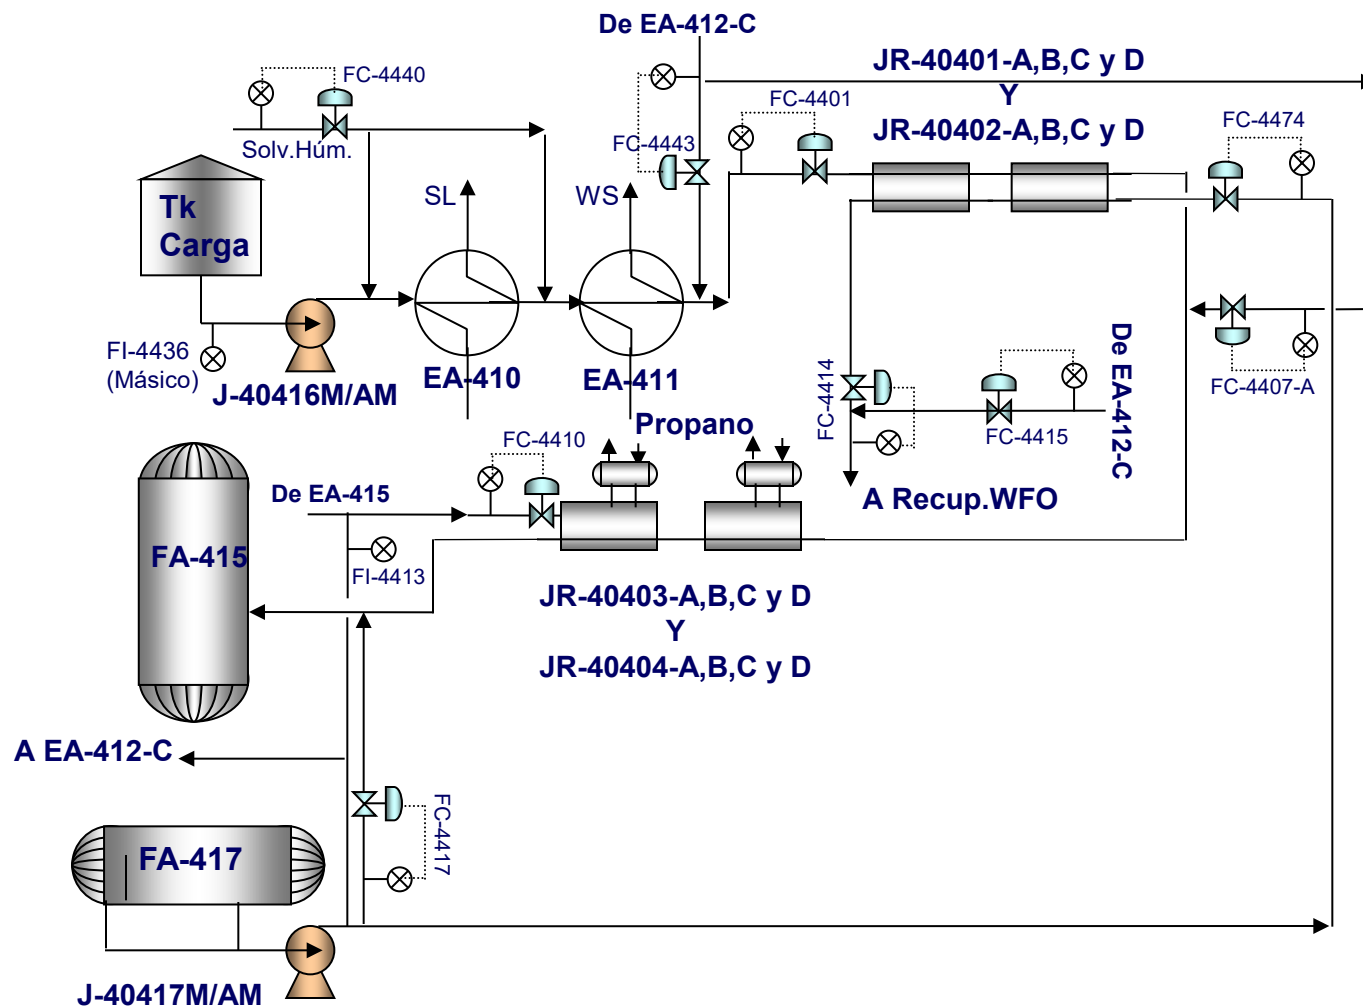 De EA-412-C
JR-40401-A,B,C y D
Y
JR-40402-A,B,C y D
FC-4440
FC-4401
FC-4474
FC-4443
Solv.Húm.
Tk
Carga
SL
WS
FI-4436
(Másico)
J-40416M/AM
EA-410
EA-411
FC-4414
FC-4415
De EA-412-C
FC-4407-A
Propano
FC-4410
De EA-415
A Recup.WFO
FA-415
FI-4413
JR-40403-A,B,C y D
Y
JR-40404-A,B,C y D
A EA-412-C
FC-4417
FA-417
J-40417M/AM